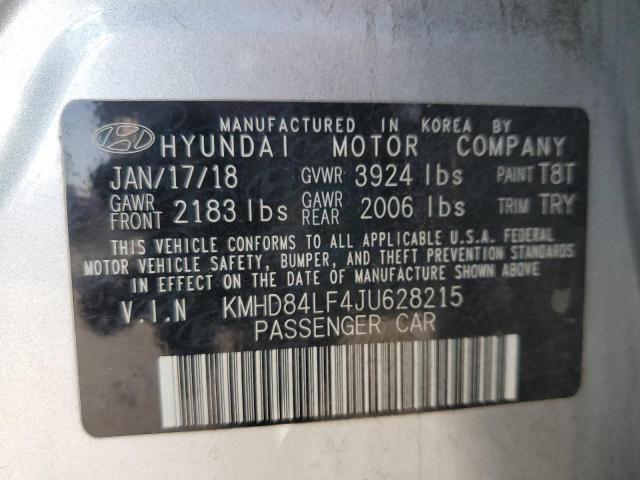 MANUFACTURED IN KOREA BY
HYUNDAI MOTOR COMPANY
JAN/17/18 GVWR 3924 lbs PAINT T8T
GAWR FRONT 2183 lbs GAWR REAR 2006 lbs TRIM TRY
THIS VEHICLE CONFORMS TO ALL APPLICABLE U.S.A. FEDERAL
MOTOR VEHICLE SAFETY, BUMPER, AND THEFT PREVENTION
STANDARDS IN EFFECT ON THE DATE OF MANUFACTURE SHOWN ABOVE
V.I.N KMHD84LF4JU628215
PASSENGER CAR